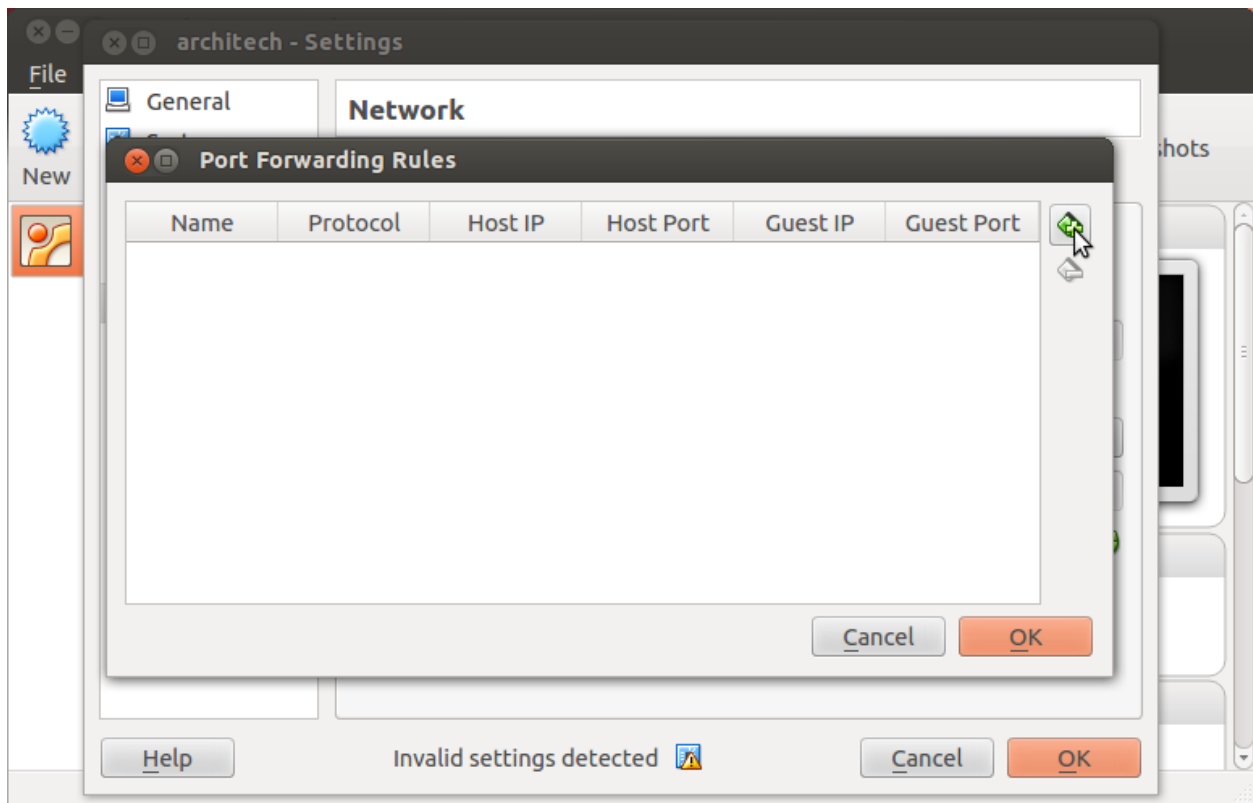 architech - Settings
File
General
Network
New
Port Forwarding Rules
shots
Name Protocol Host IP Host Port Guest IP Guest Port
Cancel OK
Help Invalid settings detected Cancel OK